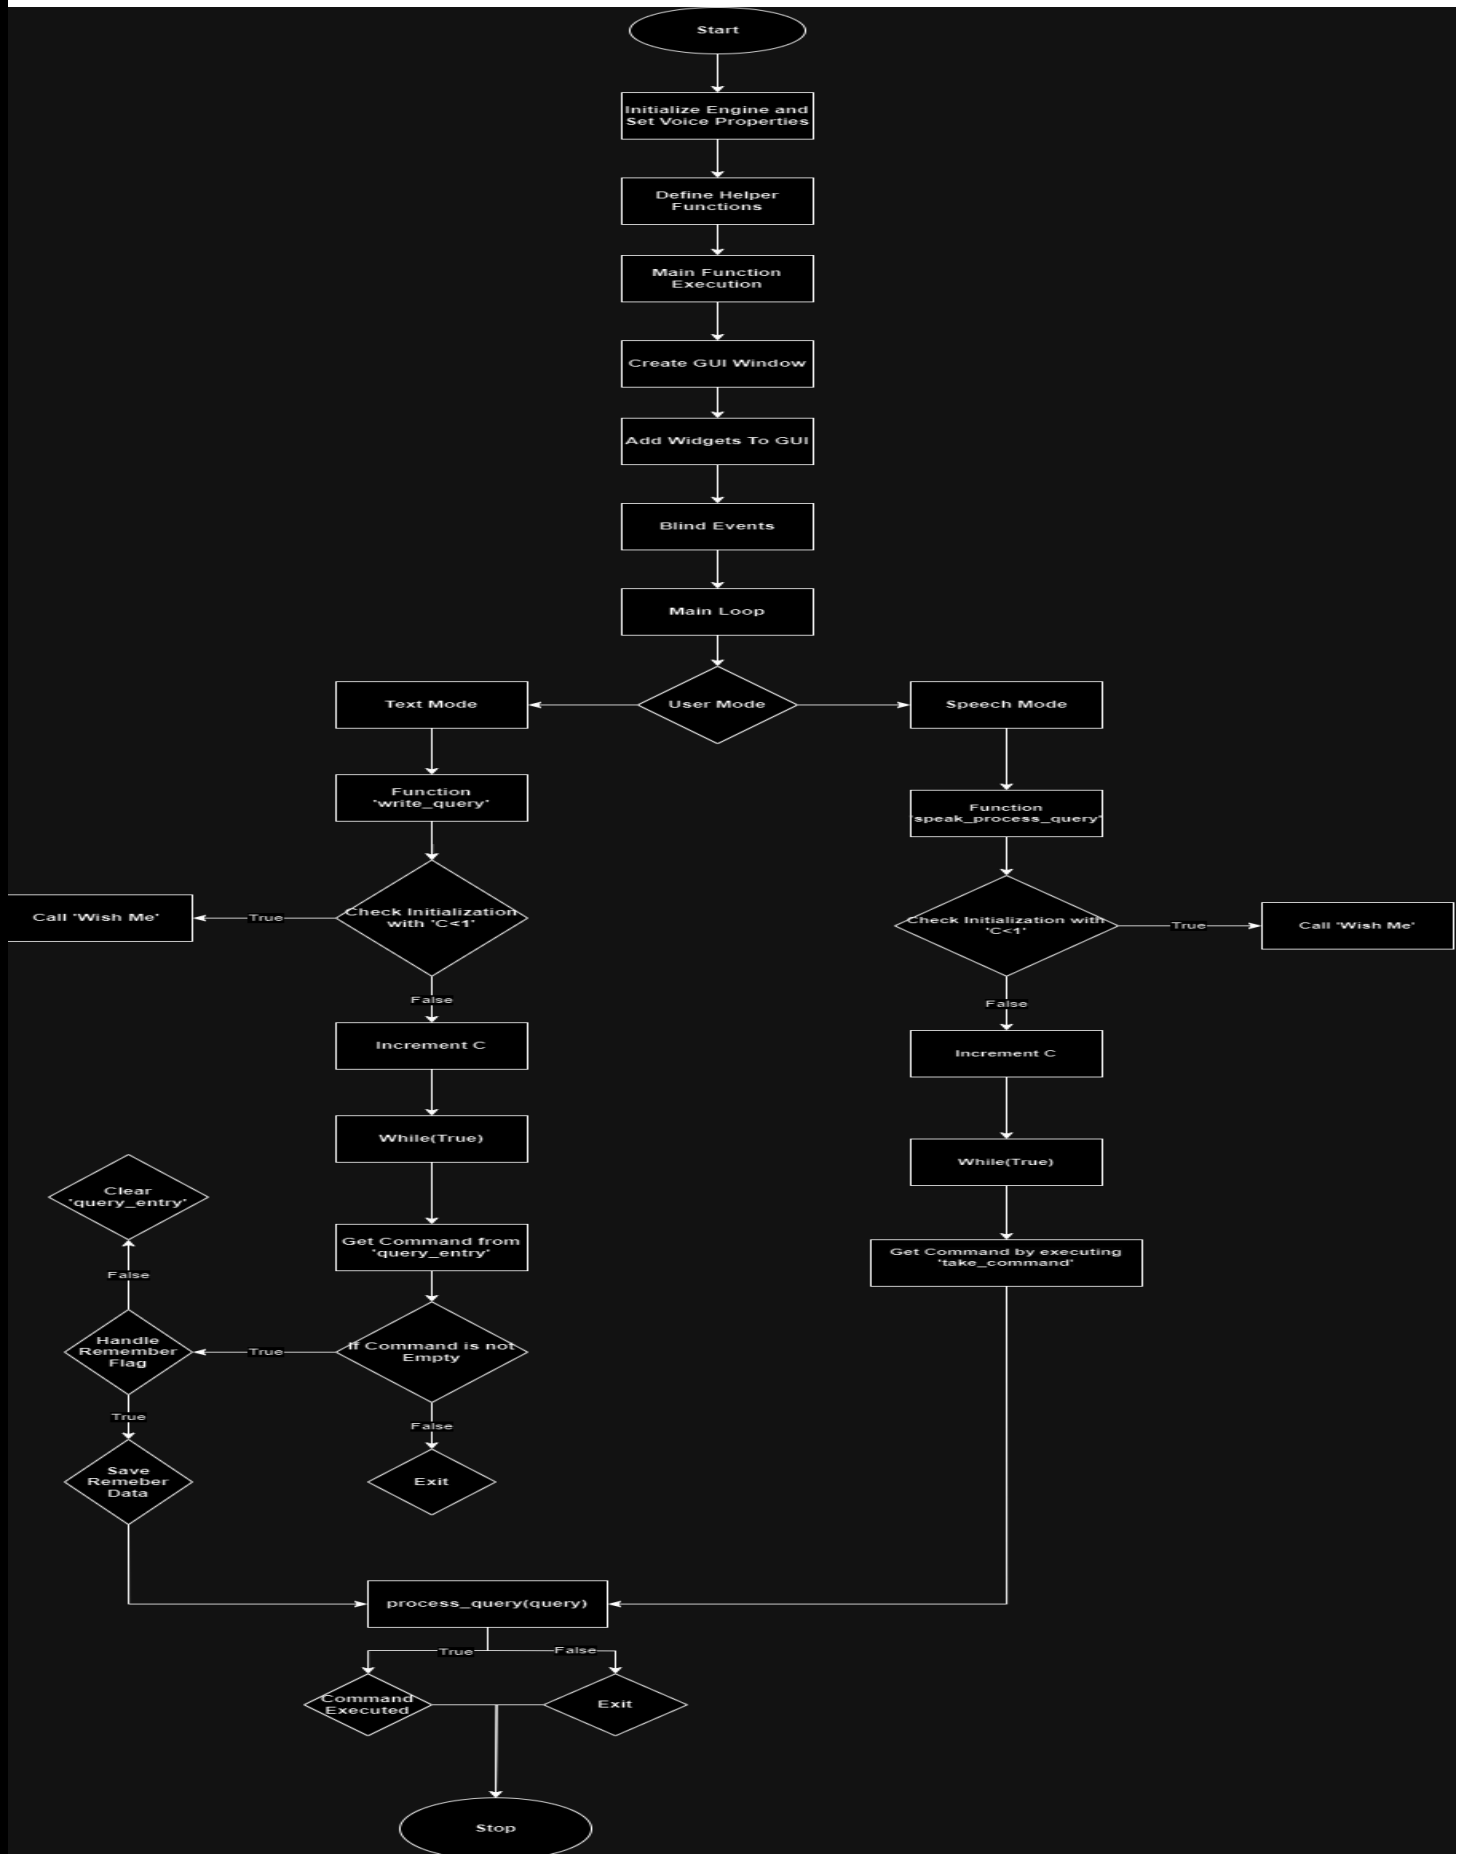 Start
Initialize Engine and
Set Voice Properties
Define Helper
Functions
Main Function
Execution
Create GUI Window
Add Widgets To GUI
Blind Events
Main Loop
Text Mode
User Mode
Speech Mode
Function
'write_query'
Function
'speak_process_query'
Call 'Wish Me'
True
Check Initialization
with 'C<1'
Check Initialization with
'C<1'
True
Call 'Wish Me'
False
False
Increment C
Increment C
While(True)
While(True)
Clear
'query_entry'
Get Command from
'query_entry'
Get Command by executing
'take_command'
False
Handle
Remember
Flag
True
If Command is not
Empty
True
False
Save
Remeber
Data
Exit
process_query(query)
True
False
Command
Executed
Exit
Stop